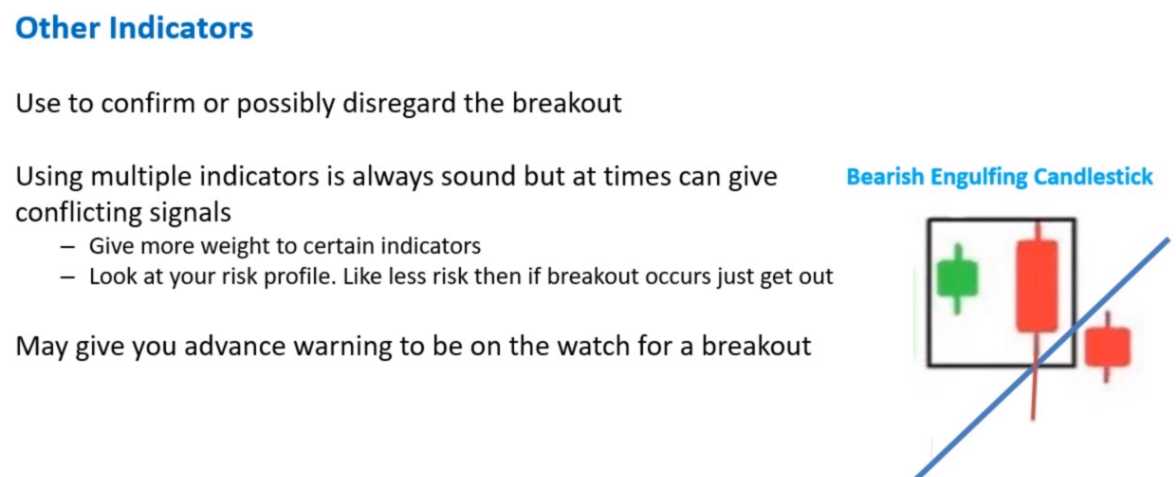 Other Indicators
Use to confirm or possibly disregard the breakout
Using multiple indicators is always sound but at times can give
conflicting signals
– Give more weight to certain indicators
– Look at your risk profile. Like less risk then if breakout occurs just get out
May give you advance warning to be on the watch for a breakout
Bearish Engulfing Candlestick